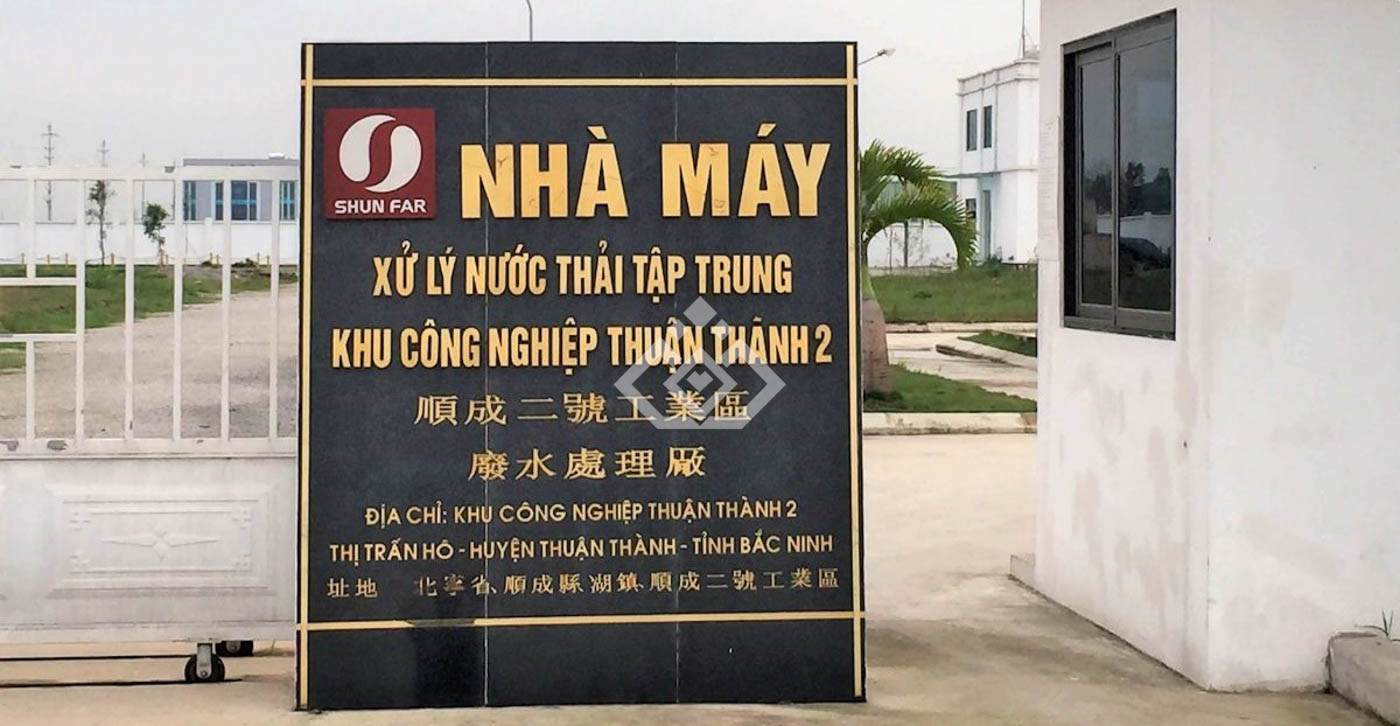 SHUN FAR
NHÀ MÁY
XỬ LÝ NƯỚC THẢI TẬP TRUNG
KHU CÔNG NGHIỆP THUẬN THÀNH 2
順成二號工業區
廢水處理廠
ĐỊA CHỈ: KHU CÔNG NGHIỆP THUẬN THÀNH 2
THỊ TRẤN HỒ - HUYỆN THUẬN THÀNH - TỈNH BẮC NINH
址地 北寧省、順成縣湖鎮、順成二號工業區